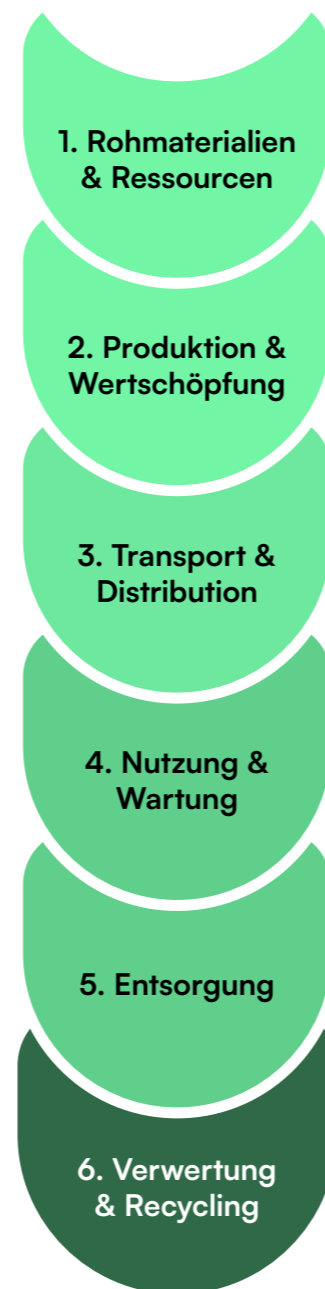 1. Rohmaterialien
& Ressourcen
2. Produktion &
Wertschöpfung
3. Transport &
Distribution
4. Nutzung &
Wartung
5. Entsorgung
6. Verwertung
& Recycling